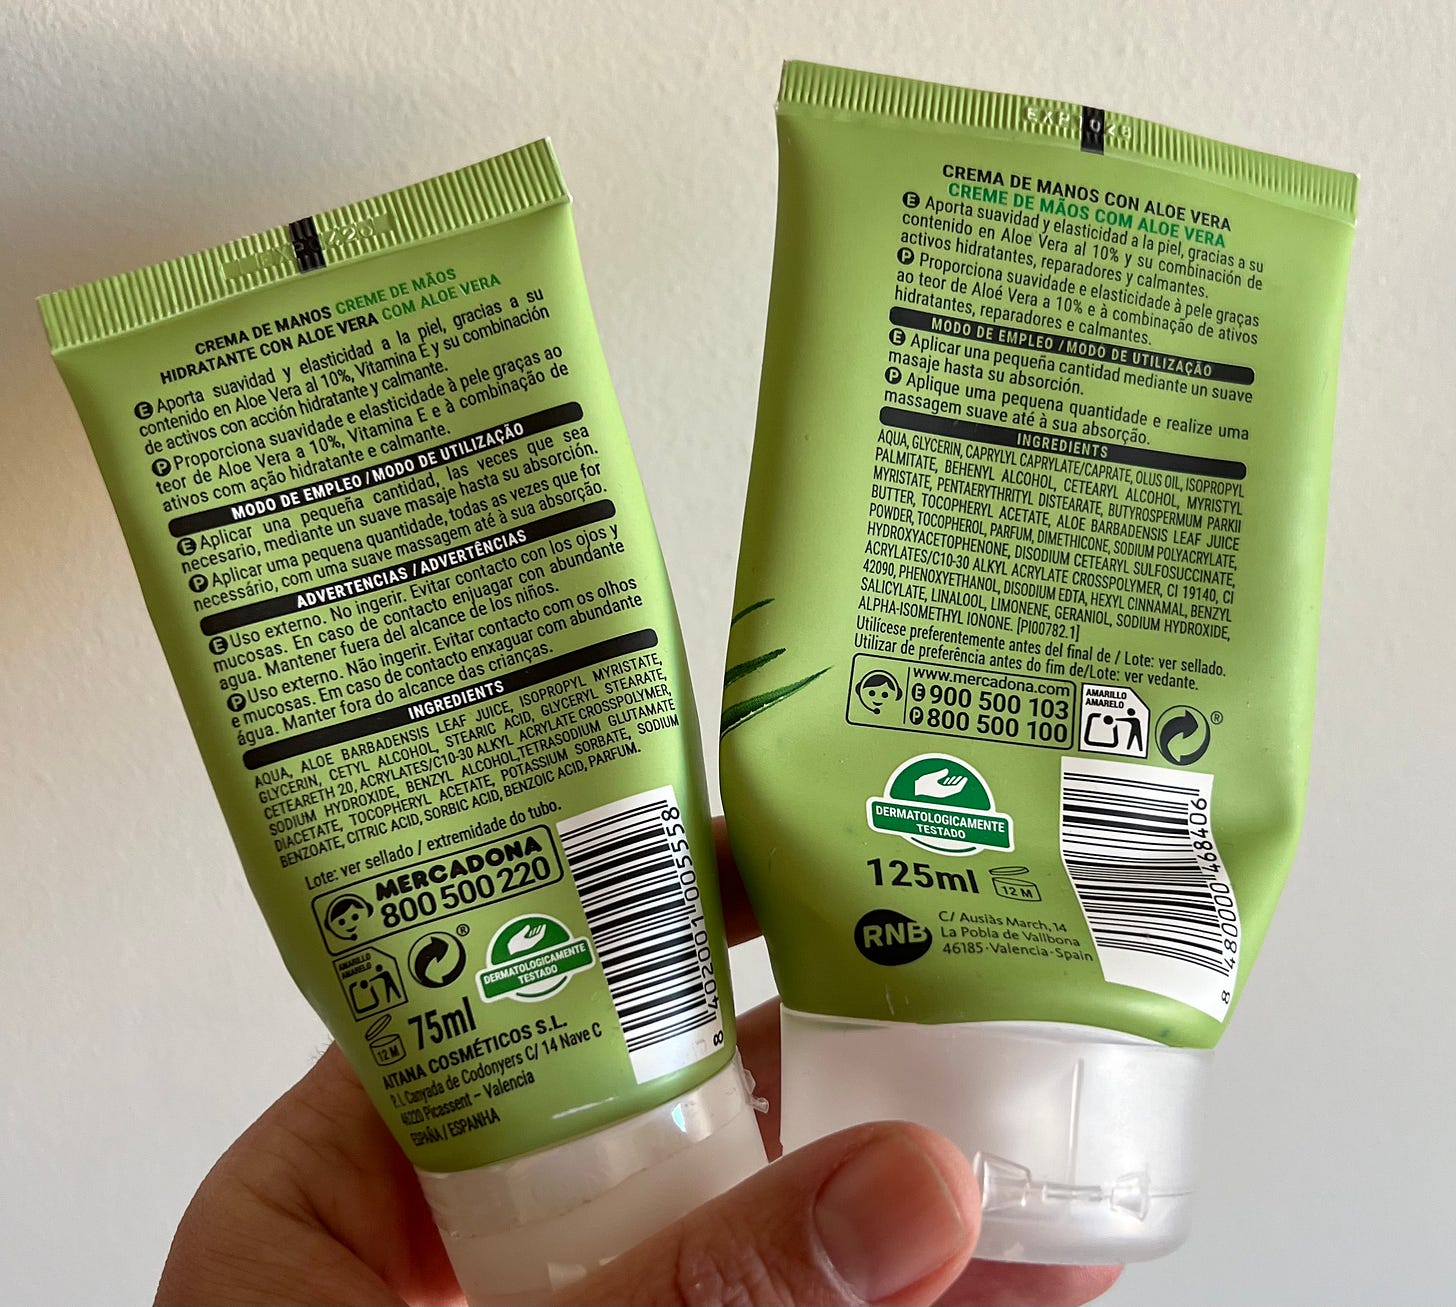 CREMA DE MANOS CREME DE MÃOS
HIDRATANTE CON ALOE VERA COM ALOE VERA
E Aporta suavidad y elasticidad a la piel, gracias a su
contenido en Aloe Vera al 10%, Vitamina E y su combinación
de activos con acción hidratante y calmante.
P Proporciona suavidade e elasticidade à pele graças ao
teor de Aloe Vera a 10%, Vitamina E e à combinação de
ativos com ação hidratante e calmante.
MODO DE EMPLEO / MODO DE UTILIZAÇÃO
E Aplicar una pequeña cantidad, las veces que sea
necesario, mediante un suave masaje hasta su absorción.
P Aplicar uma pequena quantidade, todas as vezes que for
necessário, com uma suave massagem até à sua absorção.
ADVERTENCIAS / ADVERTÊNCIAS
E Uso externo. No ingerir. Evitar contacto con los ojos y
mucosas. En caso de contacto enjuagar con abundante
agua. Mantener fuera del alcance de los niños.
P Uso externo. Não ingerir. Evitar contacto com os olhos
e mucosas. Em caso de contacto enxaguar com abundante
água. Manter fora do alcance das crianças.
INGREDIENTS
AQUA, ALOE BARBADENSIS LEAF JUICE, ISOPROPYL MYRISTATE,
GLYCERIN, CETYL ALCOHOL, STEARIC ACID, GLYCERYL STEARATE,
CETEARETH 20, ACRYLATES/C10-30 ALKYL ACRYLATE CROSSPOLYMER,
SODIUM HYDROXIDE, BENZYL ALCOHOL, TETRASODIUM GLUTAMATE
DIACETATE, TOCOPHERYL ACETATE, POTASSIUM SORBATE, SODIUM
BENZOATE, CITRIC ACID, SORBIC ACID, BENZOIC ACID, PARFUM.
Lote: ver sellado / extremidade do tubo.
MERCADONA
800 500 220
AMARILLO
AMARELO
®
DERMATOLOGICAMENTE
TESTADO
12 M
75ml
AITANA COSMÉTICOS S.L.
P. I. Canyada de Codonyers C/ 14 Nave C
46220 Picassent – Valencia
ESPAÑA / ESPANHA
8 402001 005558
EXP 1026
CREMA DE MANOS CON ALOE VERA
CREME DE MÃOS COM ALOE VERA
E Aporta suavidad y elasticidad a la piel, gracias a su
contenido en Aloe Vera al 10% y su combinación de
activos hidratantes, reparadores y calmantes.
P Proporciona suavidade e elasticidade à pele graças
ao teor de Aloé Vera a 10% e à combinação de ativos
hidratantes, reparadores e calmantes.
MODO DE EMPLEO / MODO DE UTILIZAÇÃO
E Aplicar una pequeña cantidad mediante un suave
masaje hasta su absorción.
P Aplique uma pequena quantidade e realize uma
massagem suave até à sua absorção.
INGREDIENTS
AQUA, GLYCERIN, CAPRYLYL CAPRYLATE/CAPRATE, OLUS OIL, ISOPROPYL
PALMITATE, BEHENYL ALCOHOL, CETEARYL ALCOHOL, MYRISTYL
MYRISTATE, PENTAERYTHRITYL DISTEARATE, BUTYROSPERMUM PARKII
BUTTER, TOCOPHERYL ACETATE, ALOE BARBADENSIS LEAF JUICE
POWDER, TOCOPHEROL, PARFUM, DIMETHICONE, SODIUM POLYACRYLATE,
HYDROXYACETOPHENONE, DISODIUM CETEARYL SULFOSUCCINATE,
ACRYLATES/C10-30 ALKYL ACRYLATE CROSSPOLYMER, CI 19140, CI
42090, PHENOXYETHANOL, DISODIUM EDTA, HEXYL CINNAMAL, BENZYL
SALICYLATE, LINALOOL, LIMONENE, GERANIOL, SODIUM HYDROXIDE,
ALPHA-ISOMETHYL IONONE. [PI00782.1]
Utilícese preferentemente antes del final de / Lote: ver sellado.
Utilizar de preferência antes do fim de/Lote: ver vedante.
www.mercadona.com
E 900 500 103
P 800 500 100
AMARILLO
AMARELO
®
DERMATOLOGICAMENTE
TESTADO
125ml
12 M
RNB
C/ Ausiàs March, 14
La Pobla de Vallbona
46185-Valencia-Spain
8 480000 468406